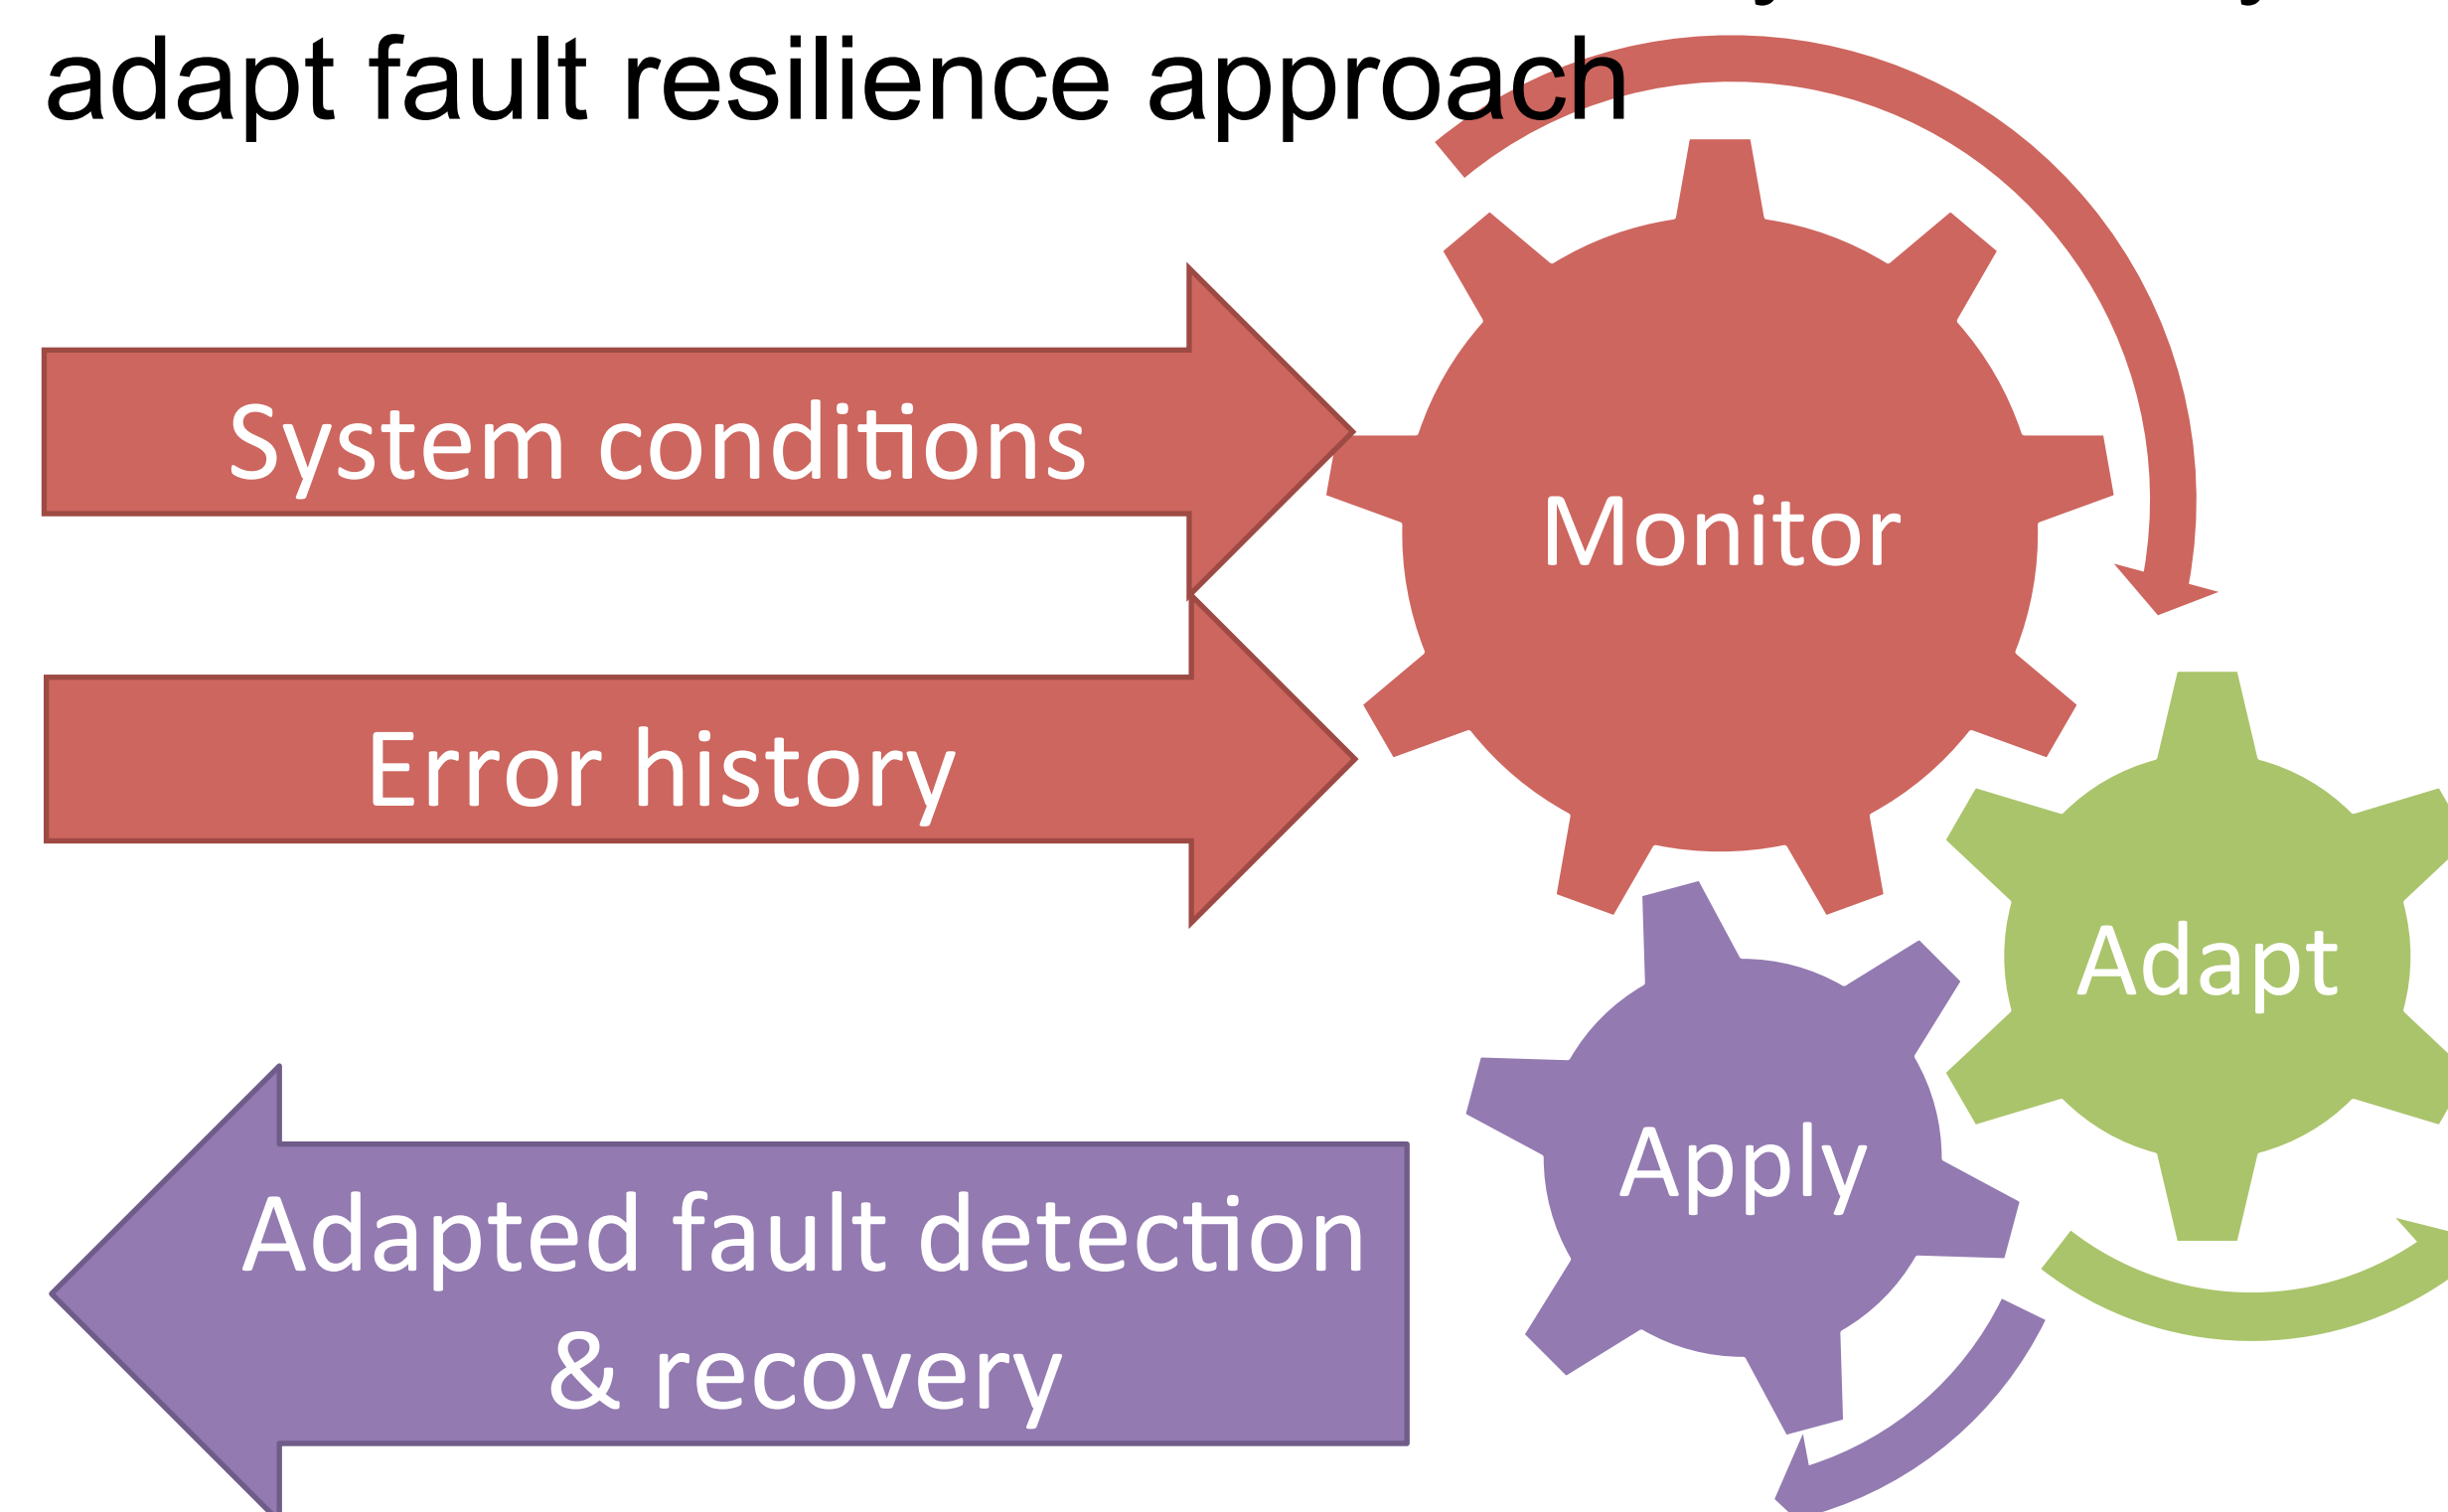 adapt fault resilience approach
System conditions
Monitor
Error history
Adapt
Apply
Adapted fault detection
& recovery